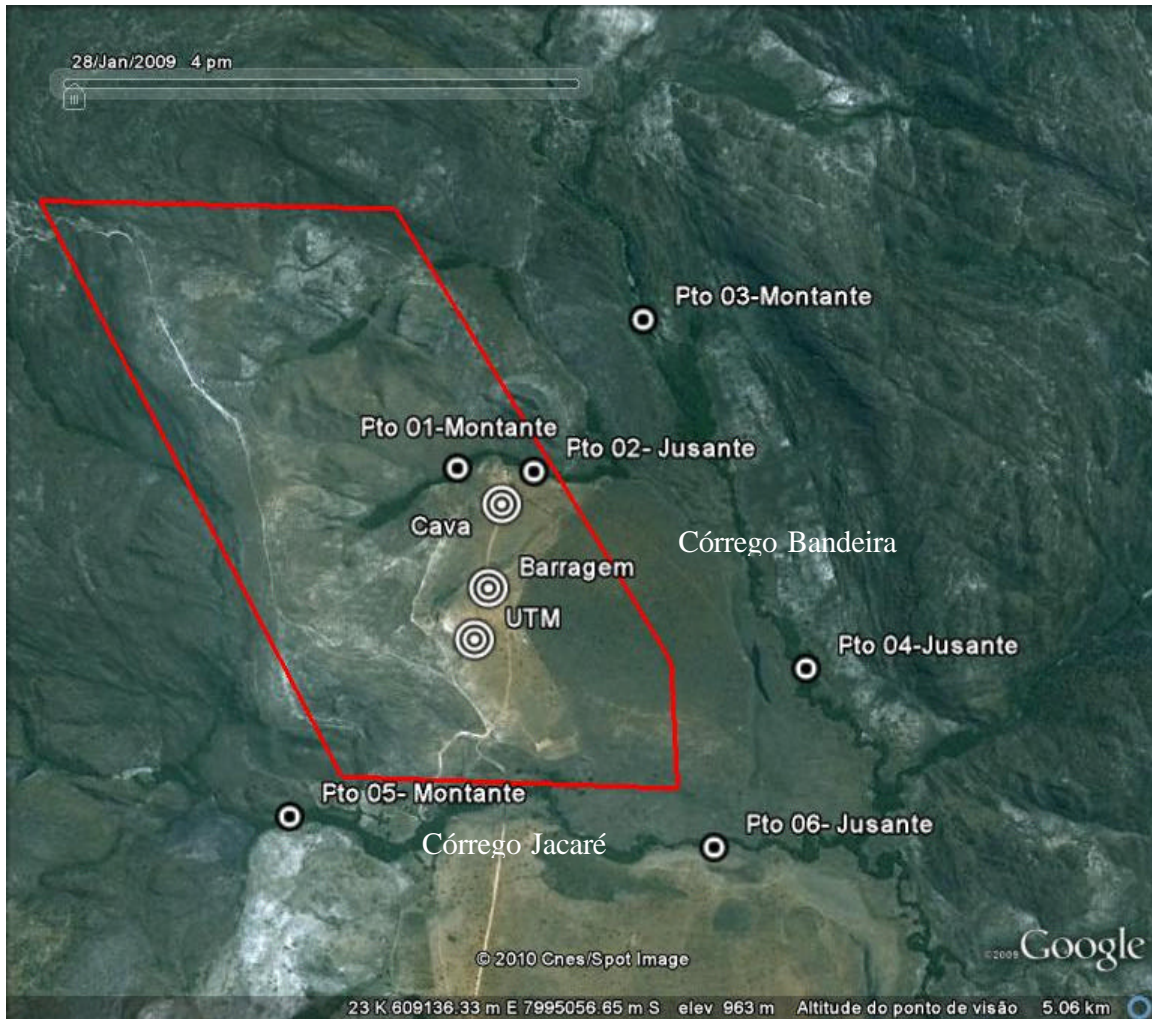 28/Jan/2009 4 pm
Pto 03-Montante
Pto 01-Montante
Pto 02- Jusante
Cava
Córrego Bandeira
Barragem
UTM
Pto 04-Jusante
Pto 05- Montante
Córrego Jacaré
Pto 06- Jusante
© 2010 Cnes/Spot Image
©2009 Google
23 K 609136.33 m E 7995056.65 m S elev 963 m Altitude do ponto de visão 5.06 km